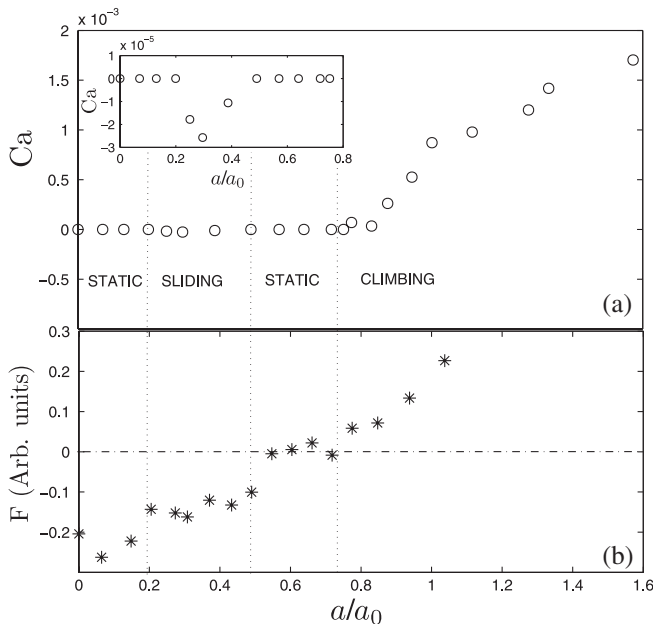 × 10⁻³
2
1.5
1
0.5
0
−0.5
Ca
× 10⁻⁵
1
0
−1
−2
−3
Ca
0 0.2 0.4 0.6 0.8
a/a₀
STATIC SLIDING STATIC CLIMBING
(a)
0.3
0.2
0.1
0
−0.1
−0.2
F (Arb. units)
(b)
0 0.2 0.4 0.6 0.8 1 1.2 1.4 1.6
a/a₀